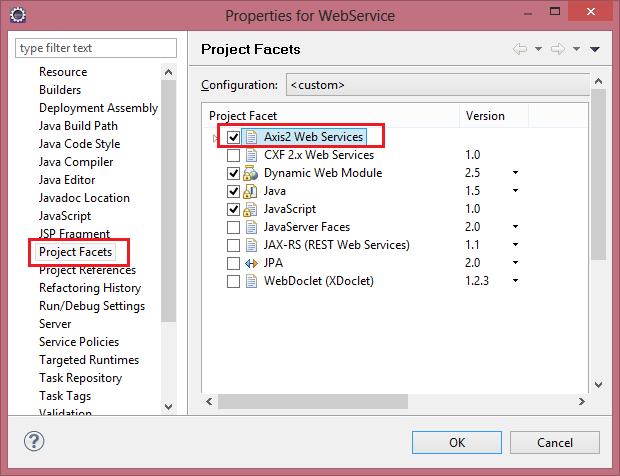 Properties for WebService
type filter text
Resource
Builders
Deployment Assembly
Java Build Path
Java Code Style
Java Compiler
Java Editor
Javadoc Location
JavaScript
JSP Fragment
Project Facets
Project References
Refactoring History
Run/Debug Settings
Server
Service Policies
Targeted Runtimes
Task Repository
Task Tags
Validation
Project Facets
Configuration: <custom>
Project Facet Version
Axis2 Web Services
CXF 2.x Web Services 1.0
Dynamic Web Module 2.5
Java 1.5
JavaScript 1.0
JavaServer Faces 2.0
JAX-RS (REST Web Services) 1.1
JPA 2.0
WebDoclet (XDoclet) 1.2.3
? OK Cancel